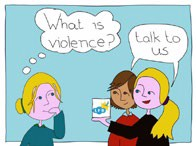 What is
violence?
talk to
us